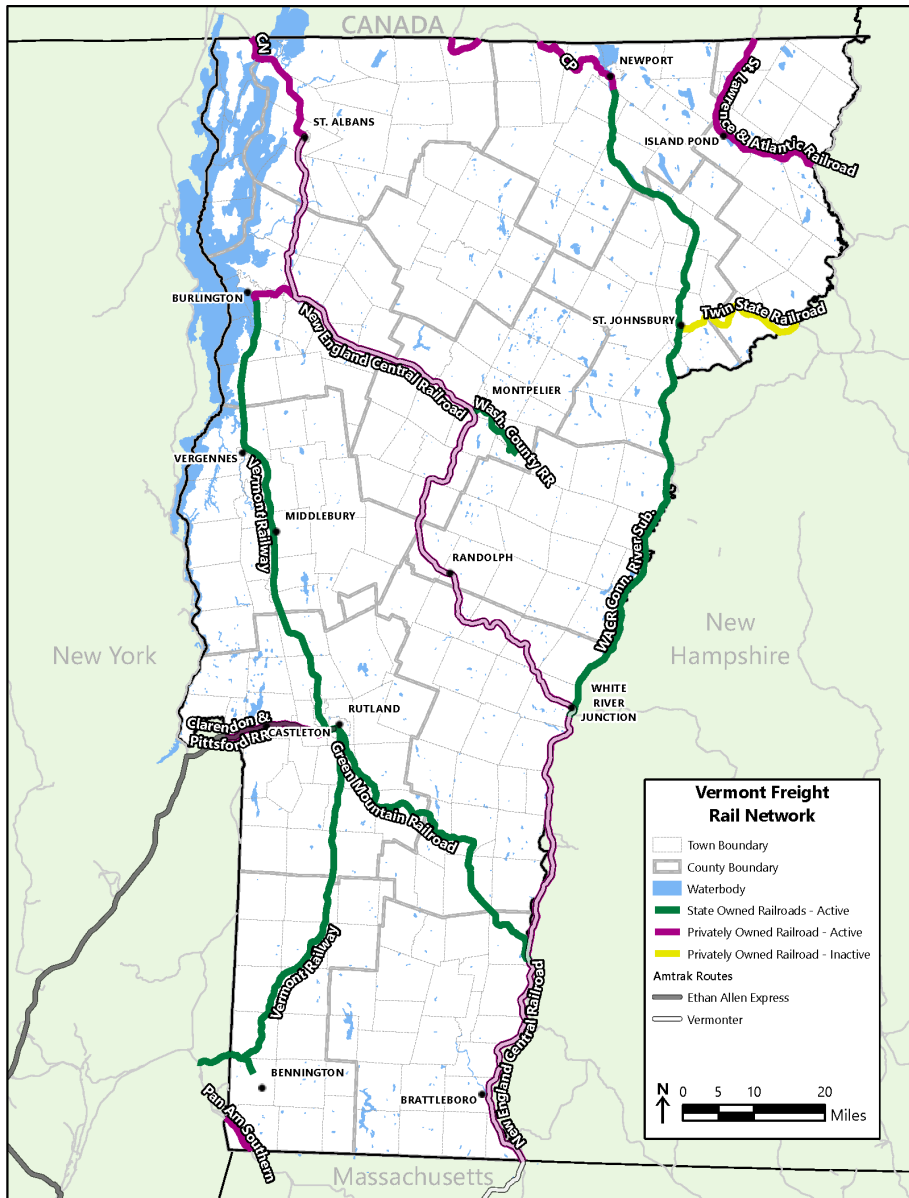 CANADA
CN
CP
NEWPORT
St. Lawrence & Atlantic Railroad
ST. ALBANS
ISLAND POND
BURLINGTON
ST. JOHNSBURY
Twin State Railroad
New England Central Railroad
MONTPELIER
Wash. County RR
VERGENNES
Vermont Railway
MIDDLEBURY
RANDOLPH
WACR Conn. River Sub.
New York
New
Hampshire
WHITE
RIVER
JUNCTION
RUTLAND
Clarendon &
Pittsford RR
CASTLETON
Green Mountain Railroad
Vermont Railway
New England Central Railroad
BENNINGTON
BRATTLEBORO
Pan Am Southern
Massachusetts
Vermont Freight
Rail Network
Town Boundary
County Boundary
Waterbody
State Owned Railroads - Active
Privately Owned Railroad - Active
Privately Owned Railroad - Inactive
Amtrak Routes
Ethan Allen Express
Vermonter
N
0 5 10 20
Miles